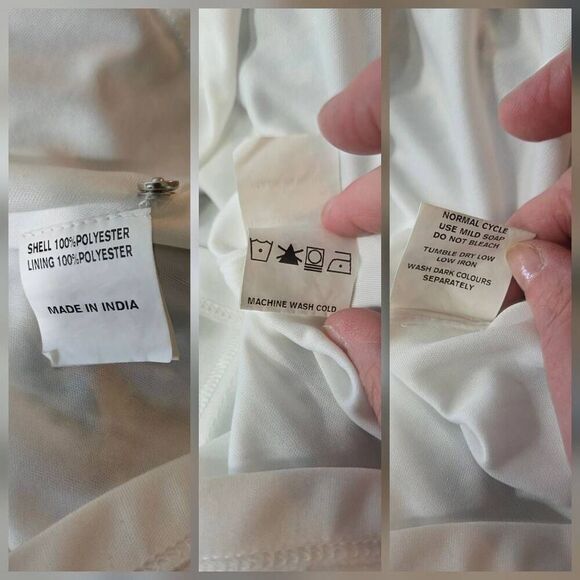 SHELL 100%POLYESTER
LINING 100%POLYESTER
MADE IN INDIA
MACHINE WASH COLD
NORMAL CYCLE
USE MILD SOAP
DO NOT BLEACH
TUMBLE DRY LOW
LOW IRON
WASH DARK COLOURS
SEPARATELY